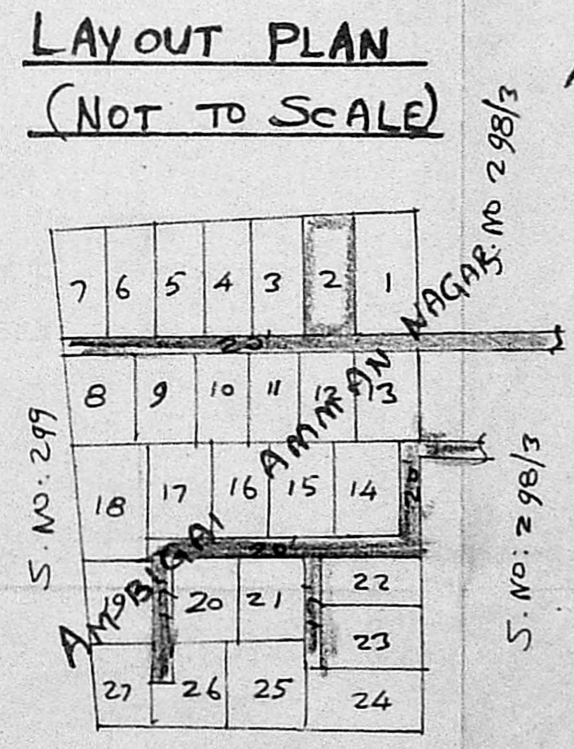 LAYOUT PLAN
(NOT TO SCALE)
S.NO 298/3
7 6 5 4 3 2 1
20'
8 9 10 11 12 13
AMBIGAI AMMAN NAGAR
S.NO: 299
18 17 16 15 14
20'
S.NO: 298/3
20'
19 20 21 22
23
27 26 25 24